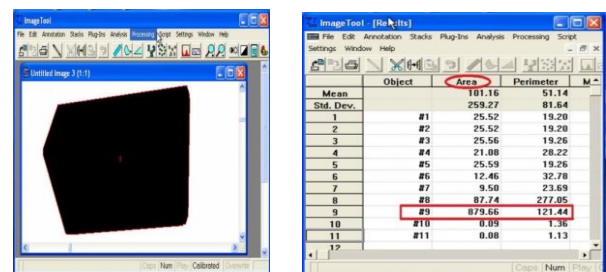 ImageTool
File Edit Annotation Stacks Plug-Ins Analysis Processing Script Settings Window Help
Untitled Image 3 (1:1)
Caps Num Play Calibrated Overwrite
ImageTool - [Results]
File Edit Annotation Stacks Plug-Ins Analysis Processing Script
Settings Window Help
Object Area Perimeter
Mean 101.16 51.14
Std. Dev. 259.27 81.64
1 #1 25.52 19.20
2 #2 25.52 19.20
3 #3 25.56 19.26
4 #4 21.08 28.22
5 #5 25.59 19.26
6 #6 12.46 32.78
7 #7 9.50 23.69
8 #8 87.74 277.05
9 #9 879.66 121.44
10 #10 0.09 1.36
11 #11 0.08 1.13
12
Caps Num Play